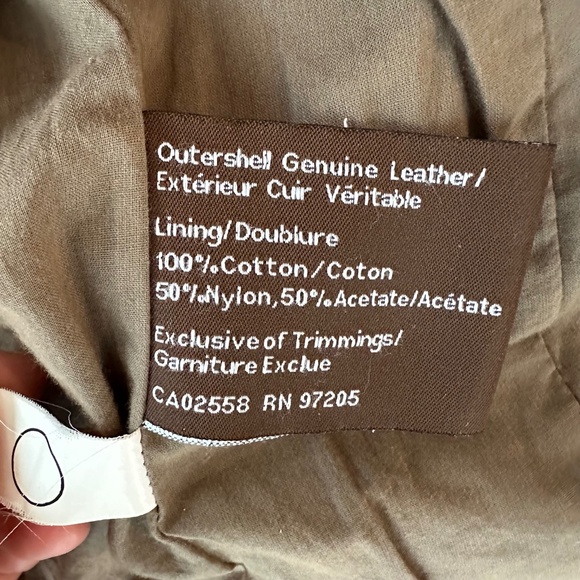 Outershell Genuine Leather/
Extérieur Cuir Véritable
Lining/Doublure
100% Cotton/Coton
50% Nylon, 50% Acetate/Acétate
Exclusive of Trimmings/
Garniture Exclue
CA02558 RN 97205
0